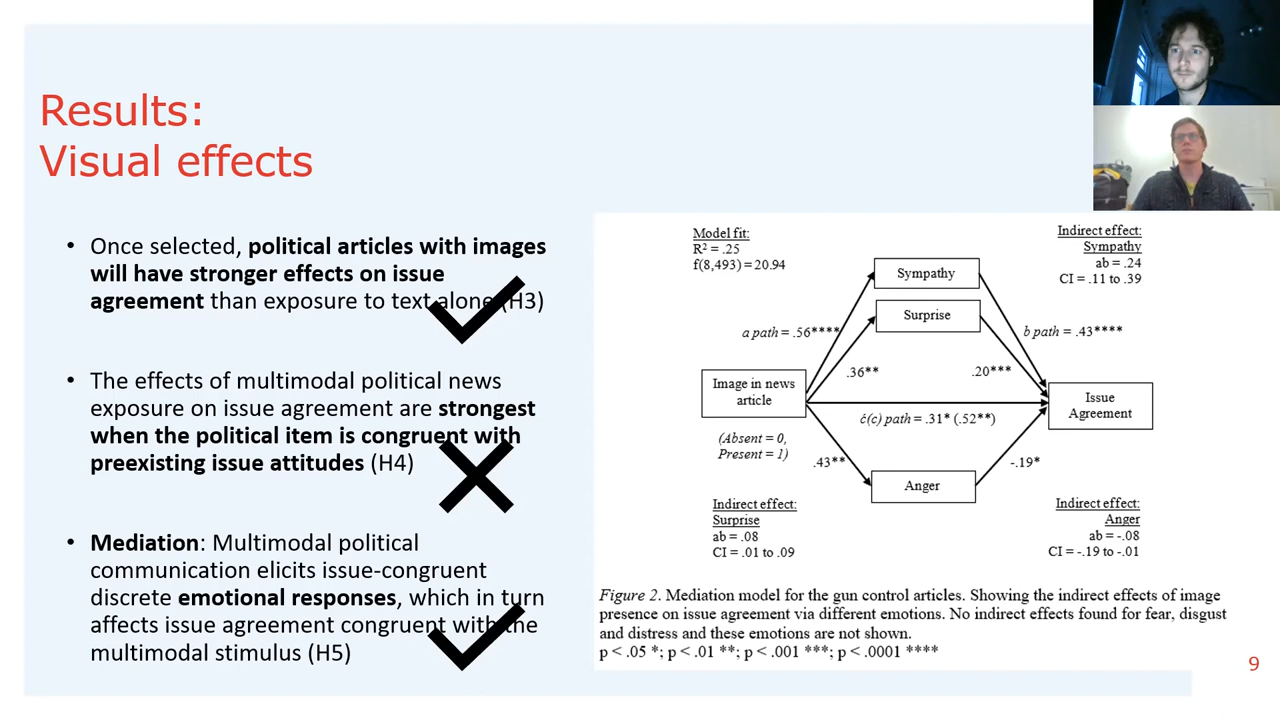 Results:
Visual effects
• Once selected, political articles with images
will have stronger effects on issue
agreement than exposure to text alone (H3)
• The effects of multimodal political news
exposure on issue agreement are strongest
when the political item is congruent with
preexisting issue attitudes (H4)
• Mediation: Multimodal political
communication elicits issue-congruent
discrete emotional responses, which in turn
affects issue agreement congruent with the
multimodal stimulus (H5)
Model fit:
R² = .25
f(8,493) = 20.94
Indirect effect:
Sympathy
ab = .24
CI = .11 to .39
Sympathy
Surprise
a path = .56****
b path = .43****
.36**
.20***
Image in news
article
Issue
Agreement
ć(c) path = .31* (.52**)
(Absent = 0,
Present = 1)
.43**
-.19*
Anger
Indirect effect:
Surprise
ab = .08
CI = .01 to .09
Indirect effect:
Anger
ab = -.08
CI = -.19 to -.01
Figure 2. Mediation model for the gun control articles. Showing the indirect effects of image
presence on issue agreement via different emotions. No indirect effects found for fear, disgust
and distress and these emotions are not shown.
p < .05 *; p < .01 **; p < .001 ***; p < .0001 ****
9